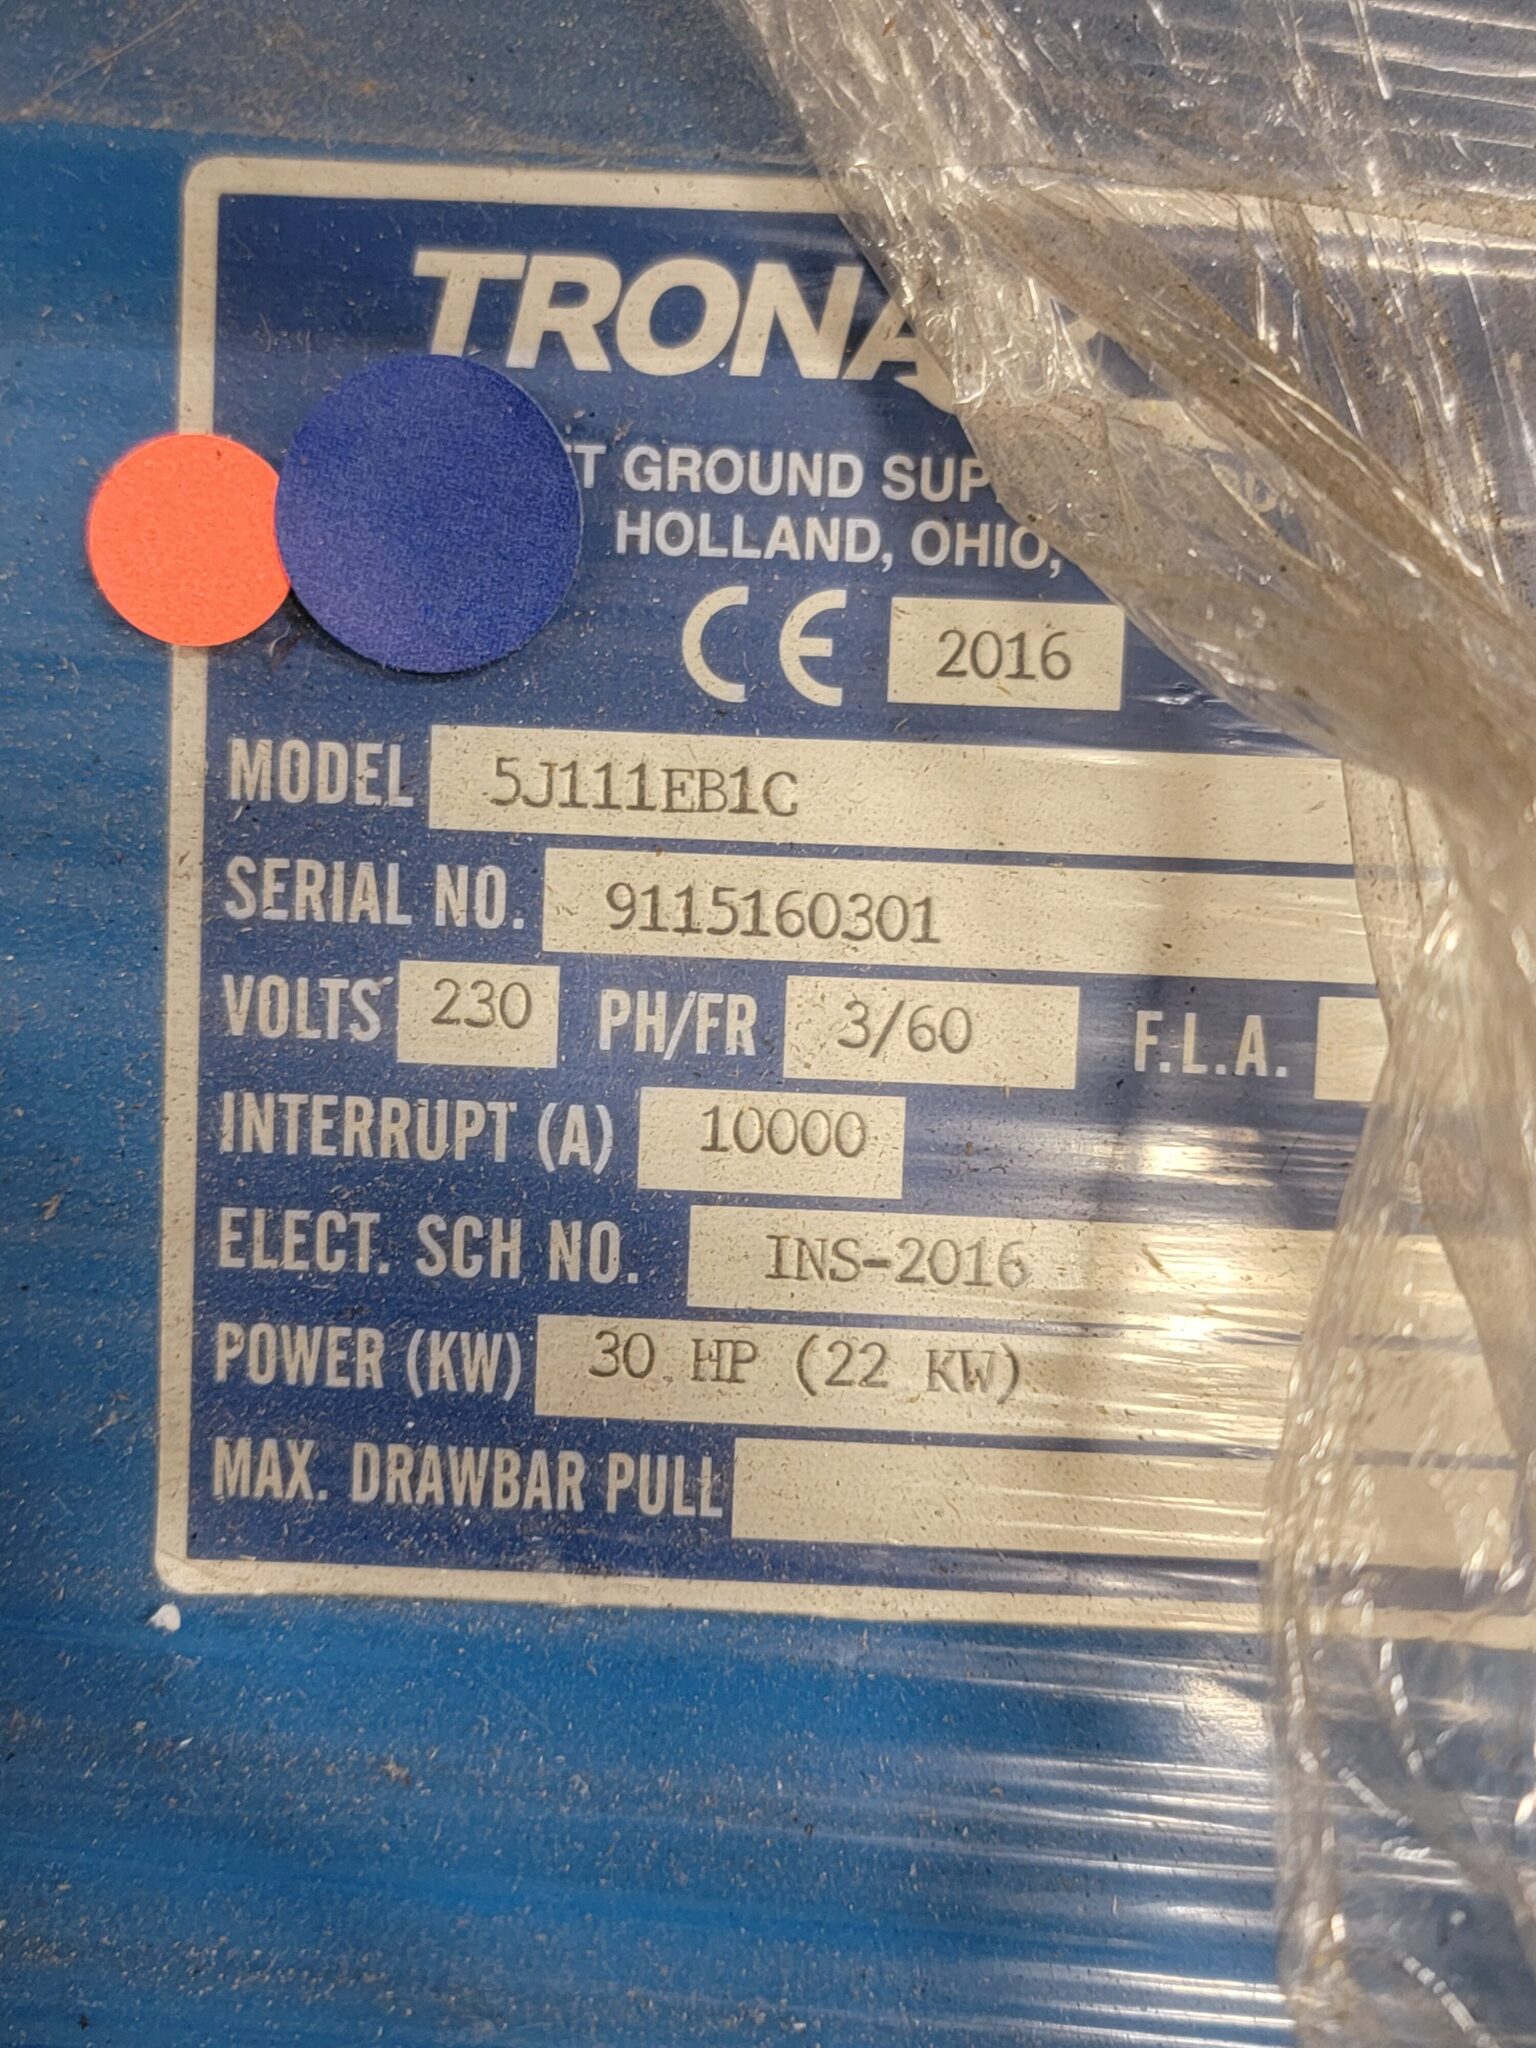 TRONA
T GROUND SUP
HOLLAND, OHIO,
CE 2016
MODEL 5J111EB1C
SERIAL NO. 9115160301
VOLTS 230 PH/FR 3/60 F.L.A.
INTERRUPT (A) 10000
ELECT. SCH NO. INS-2016
POWER (KW) 30 HP (22 KW)
MAX. DRAWBAR PULL